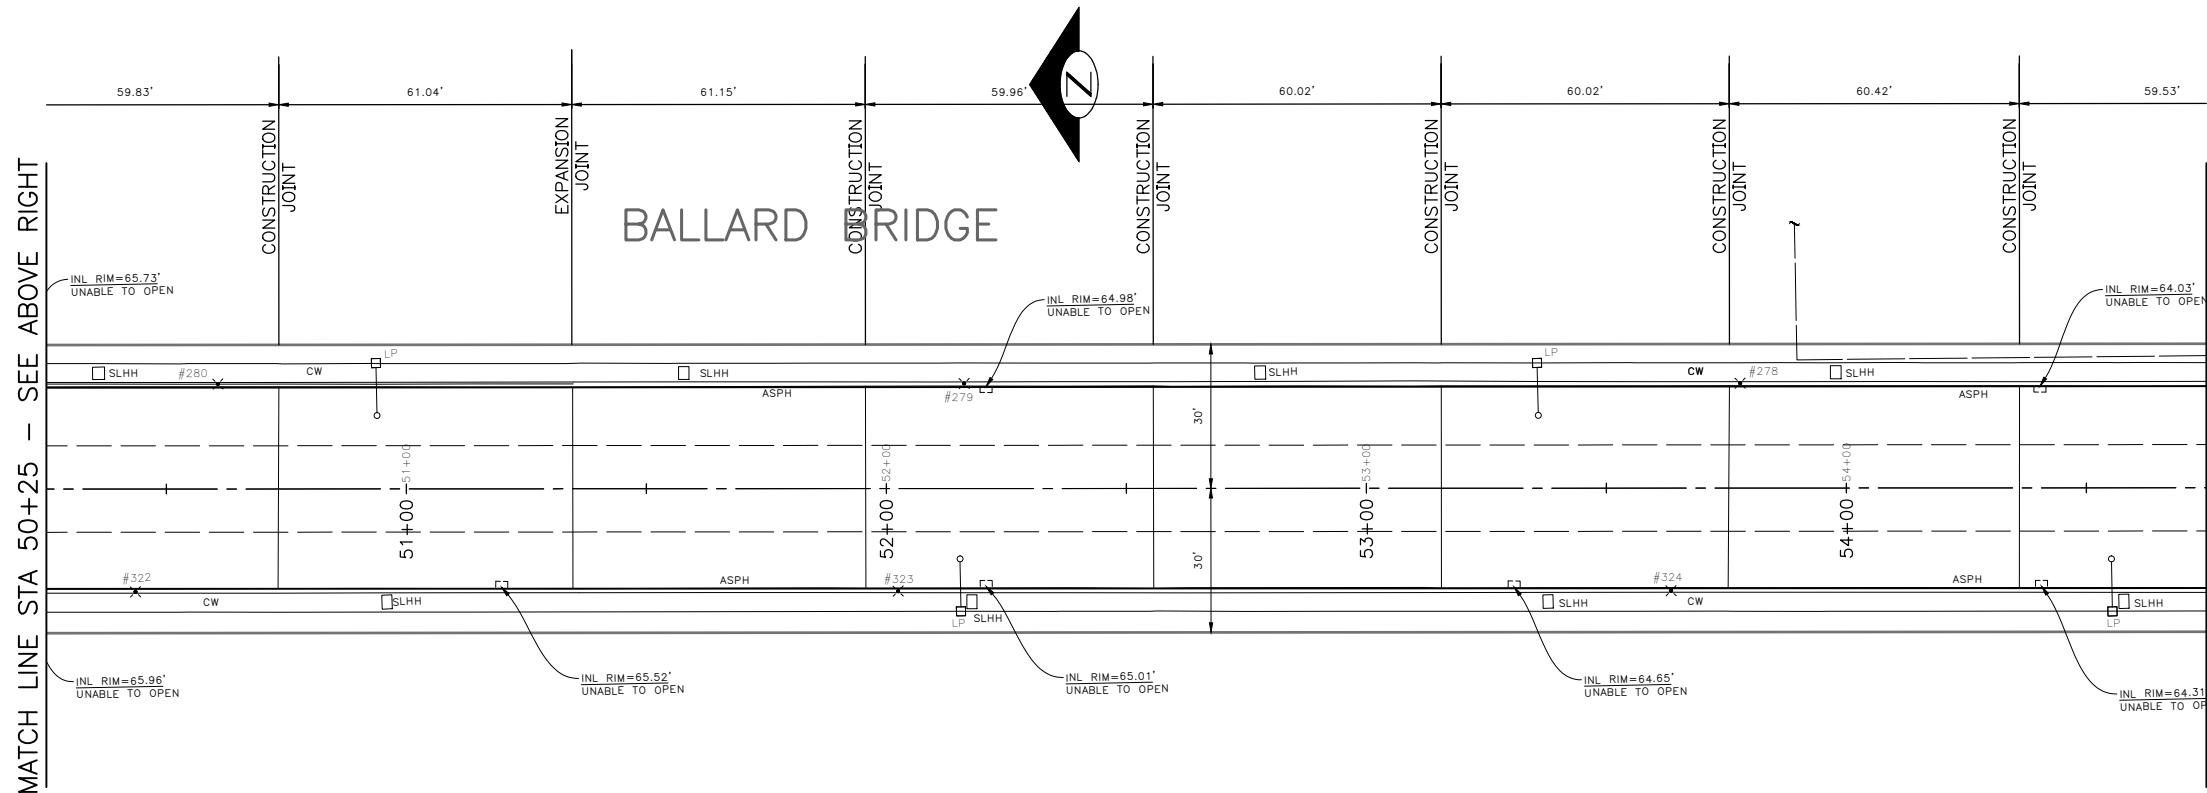 59.83'
61.04'
61.15'
59.96'
60.02'
60.02'
60.42'
59.53'
N
CONSTRUCTION
JOINT
EXPANSION
JOINT
CONSTRUCTION
JOINT
CONSTRUCTION
JOINT
CONSTRUCTION
JOINT
CONSTRUCTION
JOINT
CONSTRUCTION
JOINT
BALLARD BRIDGE
MATCH LINE STA 50+25 – SEE ABOVE RIGHT
INL RIM=65.73'
UNABLE TO OPEN
INL RIM=64.98'
UNABLE TO OPEN
INL RIM=64.03'
UNABLE TO OPEN
SLHH
#280
CW
LP
SLHH
ASPH
#279
SLHH
LP
CW
#278
SLHH
ASPH
30'
51+00
52+00
53+00
54+00
51+00
52+00
53+00
54+00
30'
#322
CW
SLHH
ASPH
#323
LP
SLHH
SLHH
#324
CW
ASPH
SLHH
LP
INL RIM=65.96'
UNABLE TO OPEN
INL RIM=65.52'
UNABLE TO OPEN
INL RIM=65.01'
UNABLE TO OPEN
INL RIM=64.65'
UNABLE TO OPEN
INL RIM=64.31
UNABLE TO OP